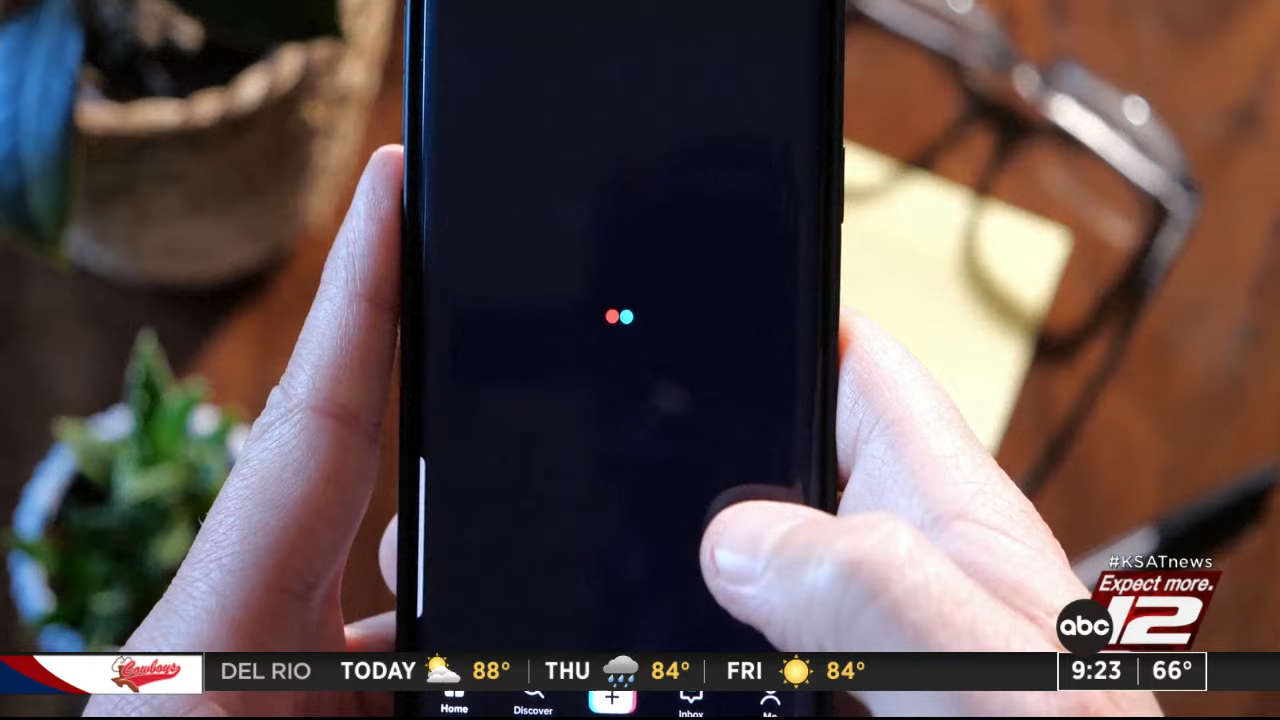 #KSATnews
Expect more.
abc 12
Cowboys DEL RIO TODAY 88° THU 84° FRI 84° 9:23 66°
Home Discover + Inbox Me